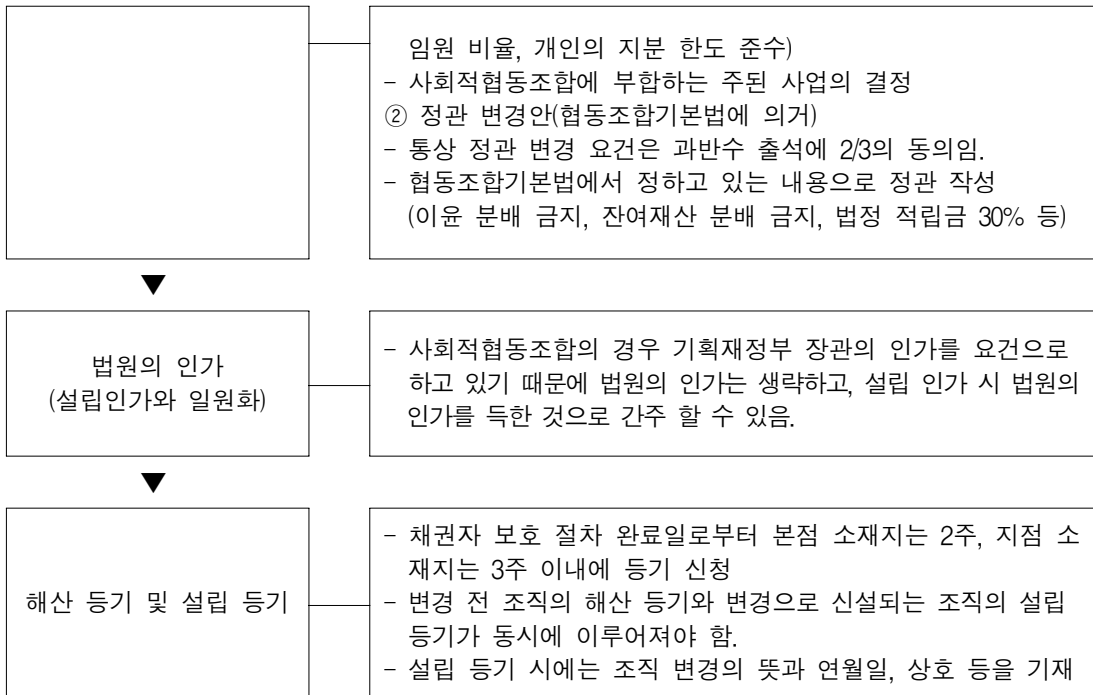 임원 비율, 개인의 지분 한도 준수)
- 사회적협동조합에 부합하는 주된 사업의 결정
② 정관 변경안(협동조합기본법에 의거)
- 통상 정관 변경 요건은 과반수 출석에 2/3의 동의임.
- 협동조합기본법에서 정하고 있는 내용으로 정관 작성
(이윤 분배 금지, 잔여재산 분배 금지, 법정 적립금 30% 등)
▼
법원의 인가
(설립인가와 일원화)
- 사회적협동조합의 경우 기획재정부 장관의 인가를 요건으로
하고 있기 때문에 법원의 인가는 생략하고, 설립 인가 시 법원의
인가를 득한 것으로 간주 할 수 있음.
▼
해산 등기 및 설립 등기
- 채권자 보호 절차 완료일로부터 본점 소재지는 2주, 지점 소
재지는 3주 이내에 등기 신청
- 변경 전 조직의 해산 등기와 변경으로 신설되는 조직의 설립
등기가 동시에 이루어져야 함.
- 설립 등기 시에는 조직 변경의 뜻과 연월일, 상호 등을 기재